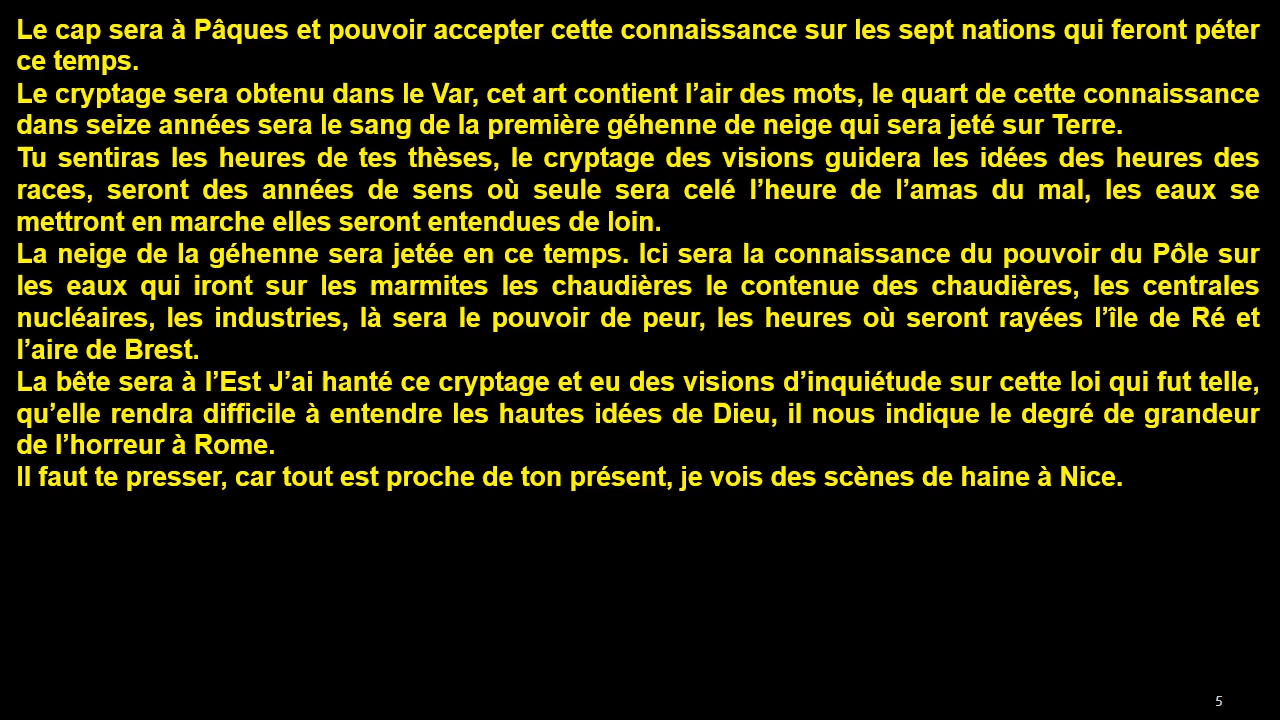 Le cap sera à Pâques et pouvoir accepter cette connaissance sur les sept nations qui feront péter
ce temps.
Le cryptage sera obtenu dans le Var, cet art contient l’air des mots, le quart de cette connaissance
dans seize années sera le sang de la première géhenne de neige qui sera jeté sur Terre.
Tu sentiras les heures de tes thèses, le cryptage des visions guidera les idées des heures des
races, seront des années de sens où seule sera celé l’heure de l’amas du mal, les eaux se
mettront en marche elles seront entendues de loin.
La neige de la géhenne sera jetée en ce temps. Ici sera la connaissance du pouvoir du Pôle sur
les eaux qui iront sur les marmites les chaudières le contenue des chaudières, les centrales
nucléaires, les industries, là sera le pouvoir de peur, les heures où seront rayées l’île de Ré et
l’aire de Brest.
La bête sera à l’Est J’ai hanté ce cryptage et eu des visions d’inquiétude sur cette loi qui fut telle,
qu’elle rendra difficile à entendre les hautes idées de Dieu, il nous indique le degré de grandeur
de l’horreur à Rome.
Il faut te presser, car tout est proche de ton présent, je vois des scènes de haine à Nice.
5